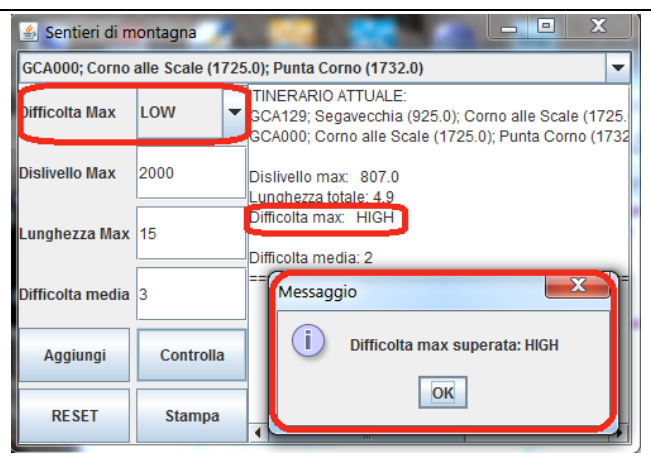 Sentieri di montagna
GCA000; Corno alle Scale (1725.0); Punta Corno (1732.0)
Difficolta Max LOW
Dislivello Max 2000
Lunghezza Max 15
Difficolta media 3
Aggiungi Controlla
RESET Stampa
ITINERARIO ATTUALE:
GCA129; Segavecchia (925.0); Corno alle Scale (1725.
GCA000; Corno alle Scale (1725.0); Punta Corno (1732
Dislivello max: 807.0
Lunghezza totale: 4.9
Difficolta max: HIGH
Difficolta media: 2
Messaggio
Difficolta max superata: HIGH
OK